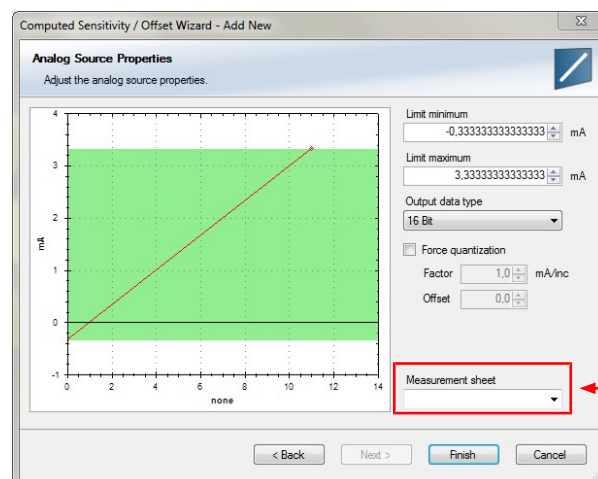 Computed Sensitivity / Offset Wizard - Add New
Analog Source Properties
Adjust the analog source properties.
4
3
2
1
0
-1
mA
0 2 4 6 8 10 12 14
none
Limit minimum
-0,333333333333333 mA
Limit maximum
3,33333333333333 mA
Output data type
16 Bit
Force quantization
Factor 1,0 mA/inc
Offset 0,0
Measurement sheet
< Back Next > Finish Cancel